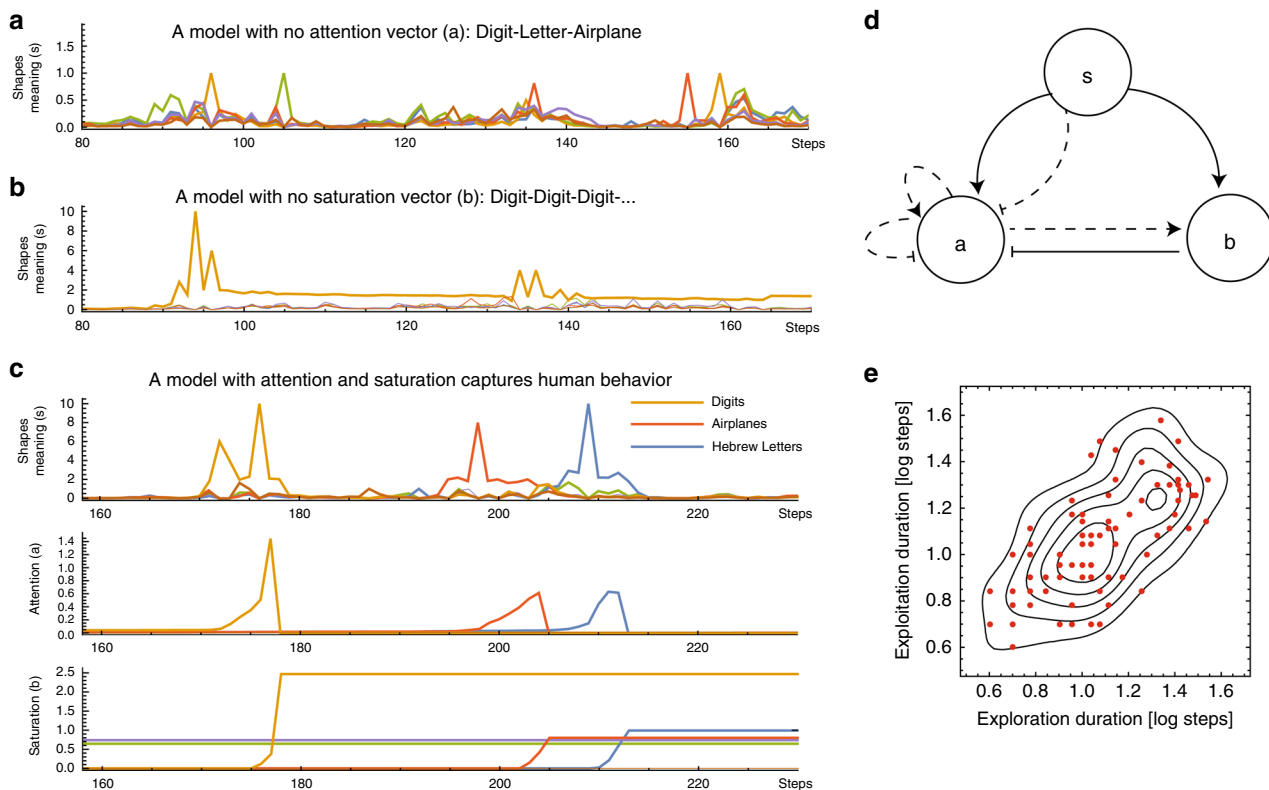 a
A model with no attention vector (a): Digit-Letter-Airplane
Shapes
meaning (s)
1.5
1.0
0.5
0.0
80
100
120
140
160
Steps
b
A model with no saturation vector (b): Digit-Digit-Digit-...
Shapes
meaning (s)
10
8
6
4
2
0
80
100
120
140
160
Steps
c
A model with attention and saturation captures human behavior
Digits
Airplanes
Hebrew Letters
Shapes
meaning (s)
10
8
6
4
2
0
160
180
200
220
Steps
Attention (a)
1.4
1.2
1.0
0.8
0.6
0.4
0.2
0.0
160
180
200
220
Saturation (b)
2.5
2.0
1.5
1.0
0.5
0.0
160
180
200
220
Steps
d
s
a
b
e
Exploitation duration [log steps]
1.6
1.4
1.2
1.0
0.8
0.6
0.6
0.8
1.0
1.2
1.4
1.6
Exploration duration [log steps]